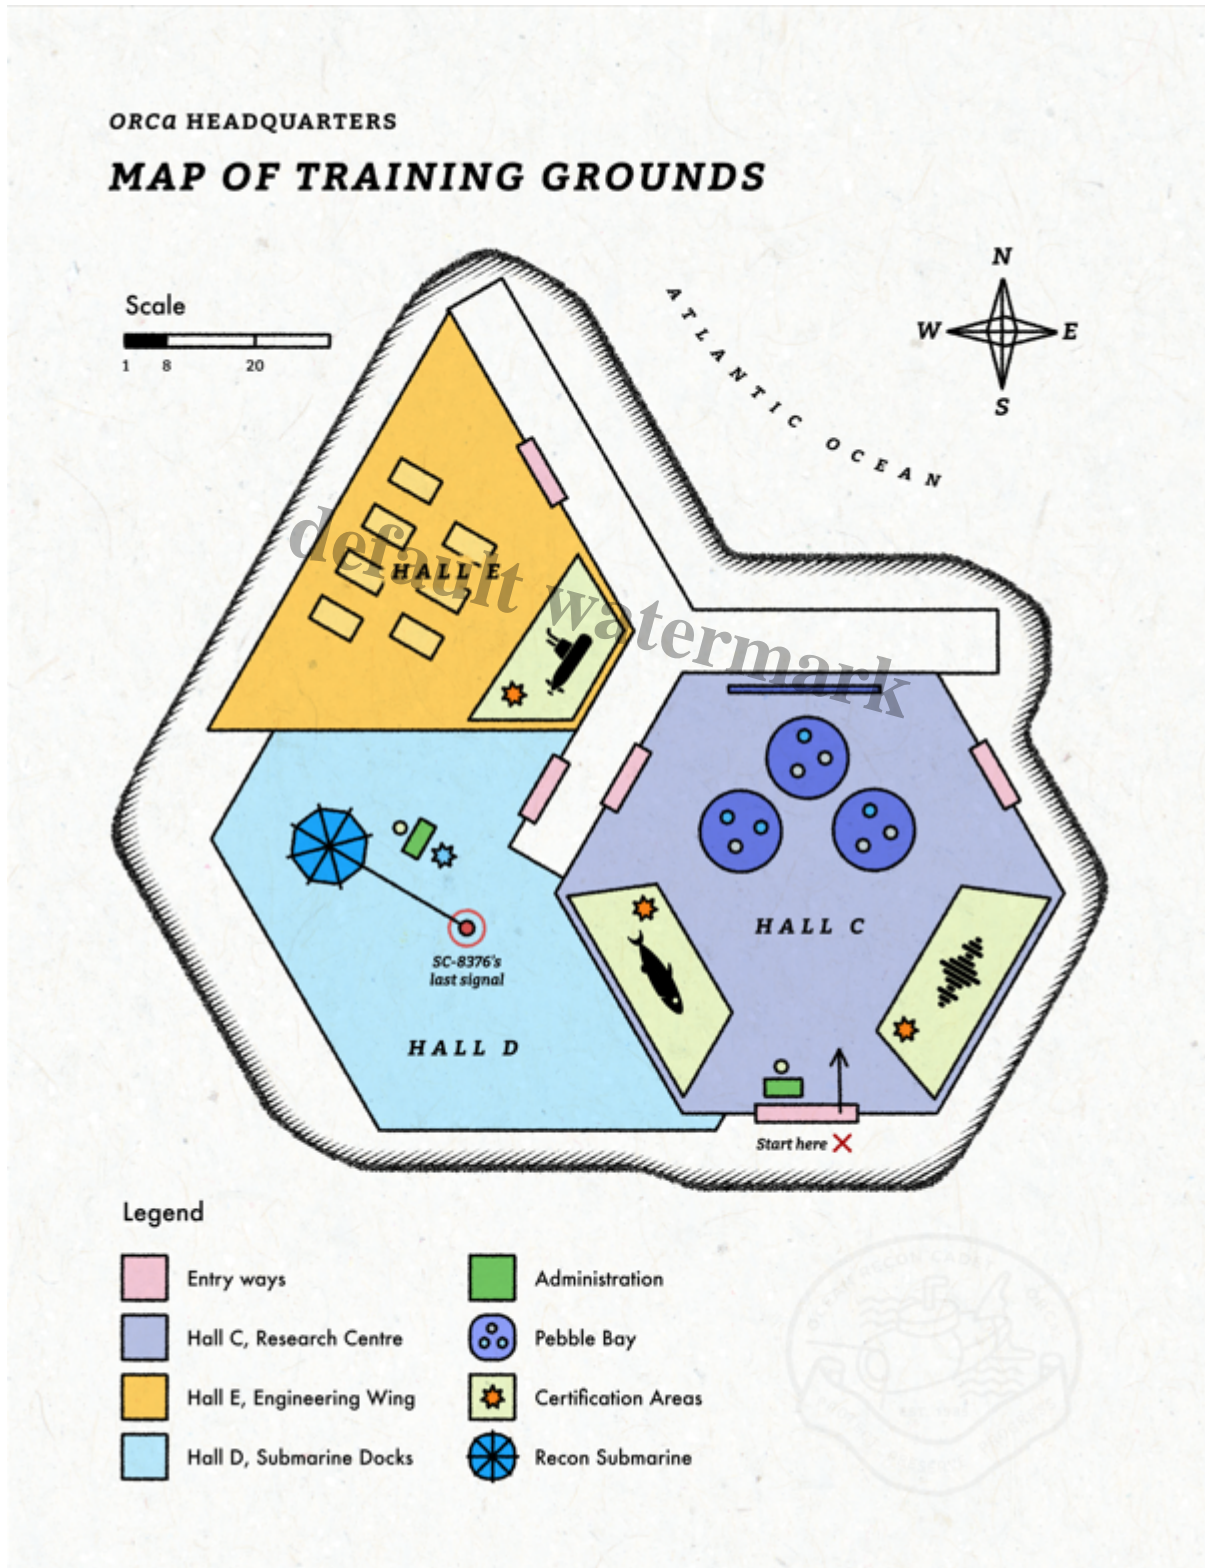 ORCa HEADQUARTERS
MAP OF TRAINING GROUNDS
N
W E
S
Scale
1 8 20
ATLANTIC OCEAN
default watermark
HALL E
HALL C
SC-8376's
last signal
HALL D
Start here
Legend
Entry ways
Hall C, Research Centre
Hall E, Engineering Wing
Hall D, Submarine Docks
Administration
Pebble Bay
Certification Areas
Recon Submarine